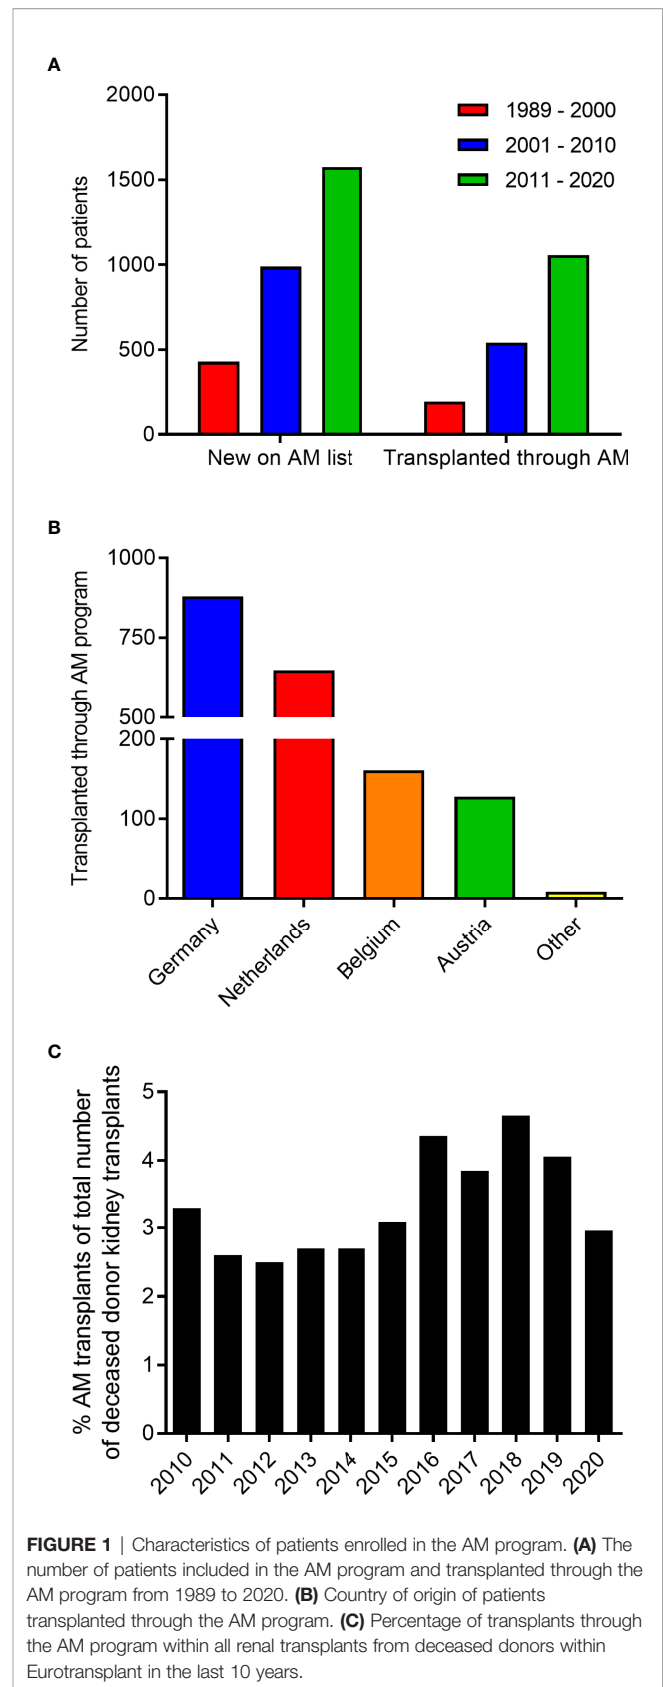 A
2000
1500
1000
500
0
Number of patients
1989 - 2000
2001 - 2010
2011 - 2020
New on AM list
Transplanted through AM
B
1000
750
500
200
100
0
Transplanted through AM program
Germany
Netherlands
Belgium
Austria
Other
C
5
4
3
2
1
0
% AM transplants of total number
of deceased donor kidney transplants
2010
2011
2012
2013
2014
2015
2016
2017
2018
2019
2020
FIGURE 1 | Characteristics of patients enrolled in the AM program. (A) The
number of patients included in the AM program and transplanted through the
AM program from 1989 to 2020. (B) Country of origin of patients
transplanted through the AM program. (C) Percentage of transplants through
the AM program within all renal transplants from deceased donors within
Eurotransplant in the last 10 years.